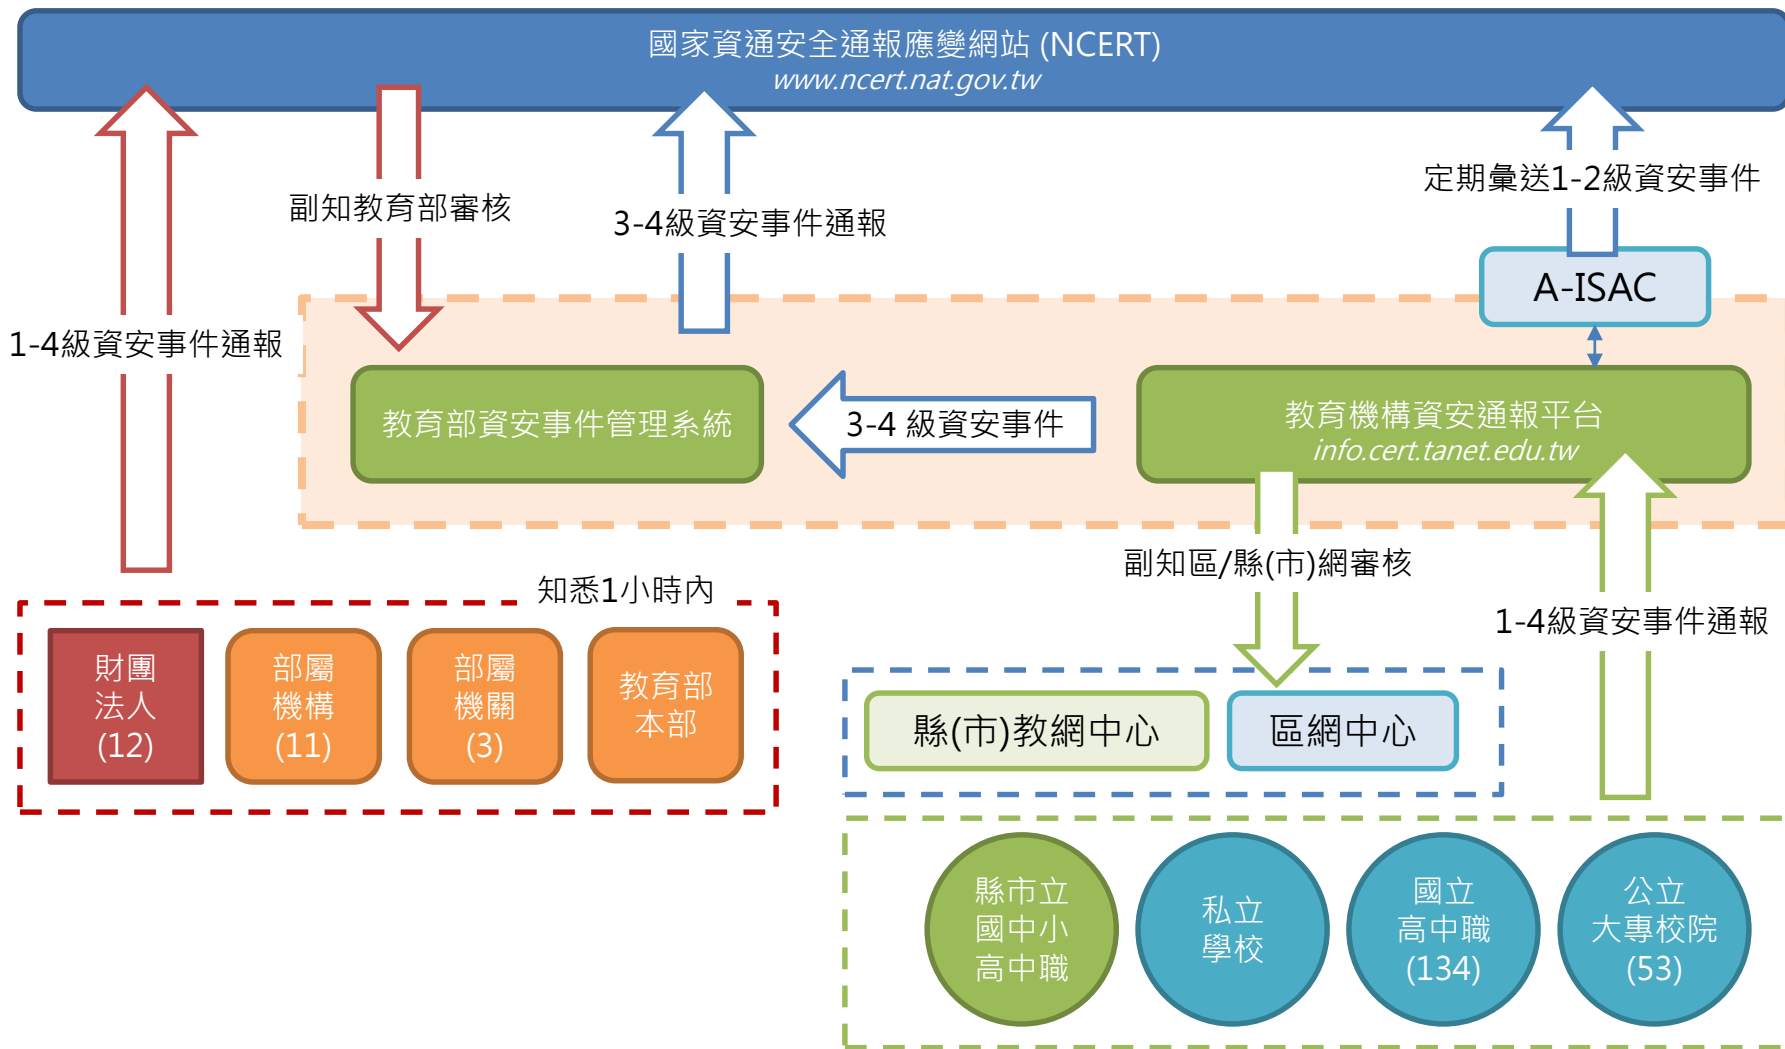 國家資通安全通報應變網站 (NCERT)
www.ncert.nat.gov.tw
副知教育部審核
3-4級資安事件通報
定期彙送1-2級資安事件
A-ISAC
1-4級資安事件通報
教育部資安事件管理系統
3-4 級資安事件
教育機構資安通報平台
info.cert.tanet.edu.tw
副知區/縣(市)網審核
知悉1小時內
1-4級資安事件通報
財團
法人
(12)
部屬
機構
(11)
部屬
機關
(3)
教育部
本部
縣(市)教網中心
區網中心
縣市立
國中小
高中職
私立
學校
國立
高中職
(134)
公立
大專校院
(53)